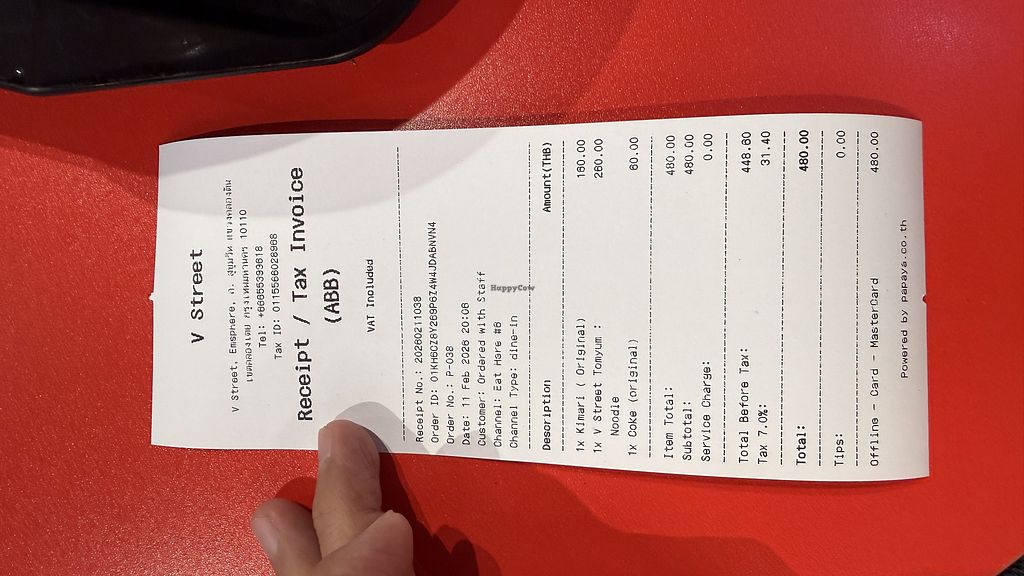 V Street
V Street, Emsphere, ถ. สุขุมวิท แขวงคลองตัน
เขตคลองเตย กรุงเทพมหานคร 10110
Tel: +66655393618
Tax ID: 0115566028968
Receipt / Tax Invoice
(ABB)
VAT Included
Receipt No.: 20260211038
Order ID: 01KH6CZ8Y269P6Z4W4JDA5NVN4
Order No.: P-038
Date: 11 Feb 2026 20:06
Customer: Ordered with Staff
Channel: Eat Here #6
Channel Type: dine-in
Description Amount(THB)
1x Kimari ( Original) 160.00
1x V Street Tomyum : 260.00
Noodle
1x Coke (original) 60.00
Item Total: 480.00
Subtotal: 480.00
Service Charge: 0.00
Total Before Tax: 448.60
Tax 7.0%: 31.40
Total: 480.00
Tips: 0.00
Offline - Card - MasterCard 480.00
Powered by papaya.co.th
HappyCow